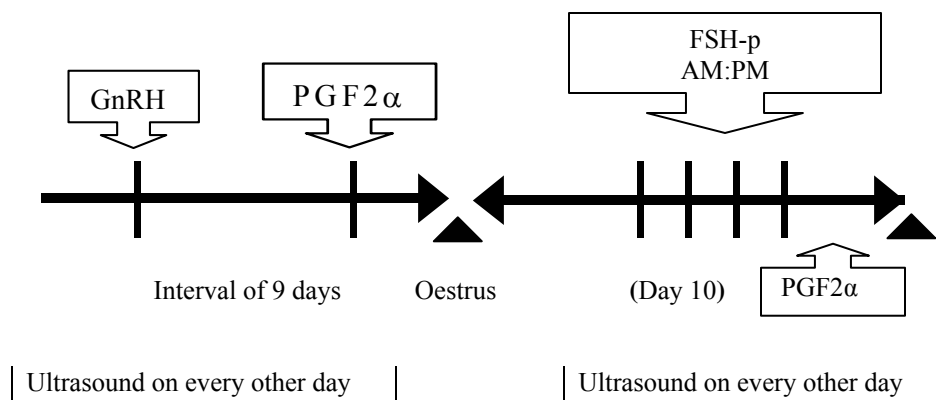 FSH-p
AM:PM
GnRH
PGF2α
Interval of 9 days
Oestrus
(Day 10)
PGF2α
Ultrasound on every other day
Ultrasound on every other day